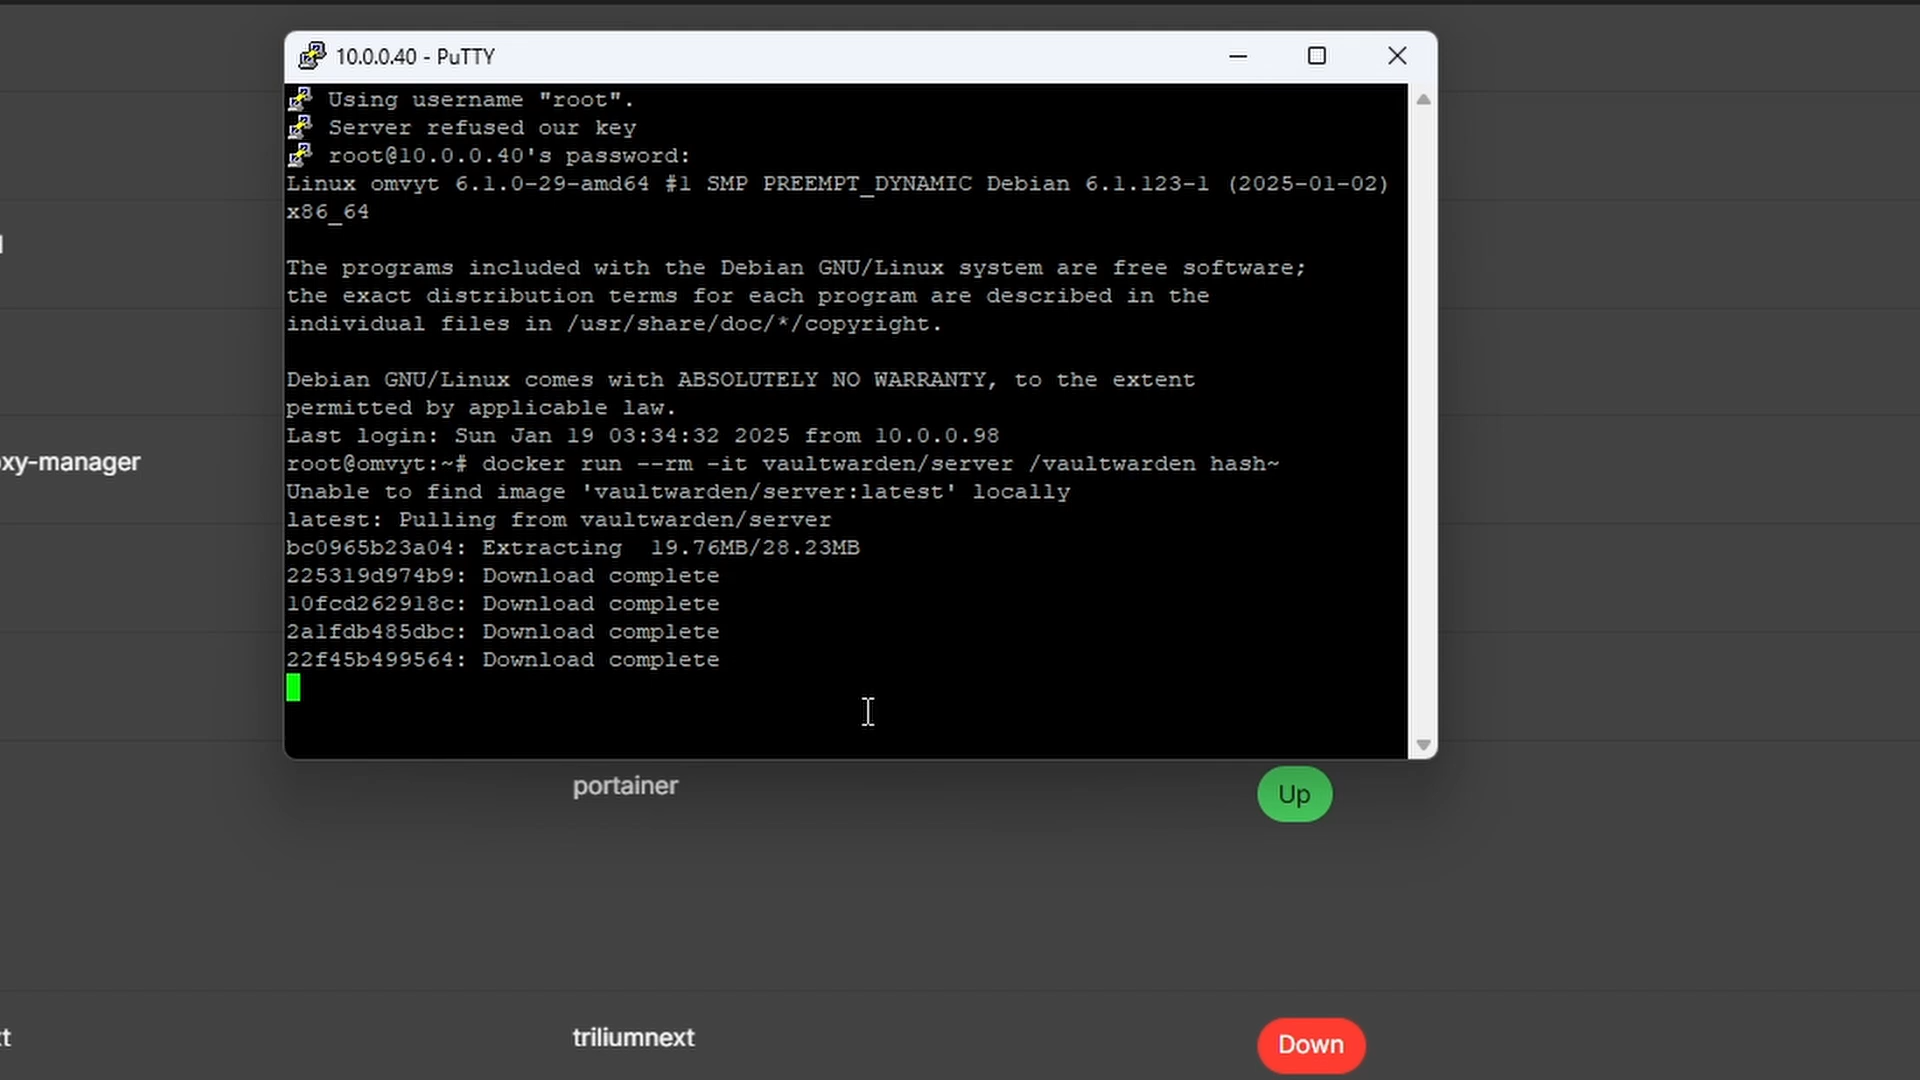 10.0.0.40 - PuTTY
Using username "root".
Server refused our key
root@10.0.0.40's password:
Linux omvyt 6.1.0-29-amd64 #1 SMP PREEMPT_DYNAMIC Debian 6.1.123-1 (2025-01-02)
x86_64
The programs included with the Debian GNU/Linux system are free software;
the exact distribution terms for each program are described in the
individual files in /usr/share/doc/*/copyright.
Debian GNU/Linux comes with ABSOLUTELY NO WARRANTY, to the extent
permitted by applicable law.
Last login: Sun Jan 19 03:34:32 2025 from 10.0.0.98
root@omvyt:~# docker run --rm -it vaultwarden/server /vaultwarden hash~
Unable to find image 'vaultwarden/server:latest' locally
latest: Pulling from vaultwarden/server
bc0965b23a04: Extracting  19.76MB/28.23MB
225319d974b9: Download complete
10fcd262918c: Download complete
2a1fdb485dbc: Download complete
22f45b499564: Download complete
xy-manager
portainer Up
triliumnext Down